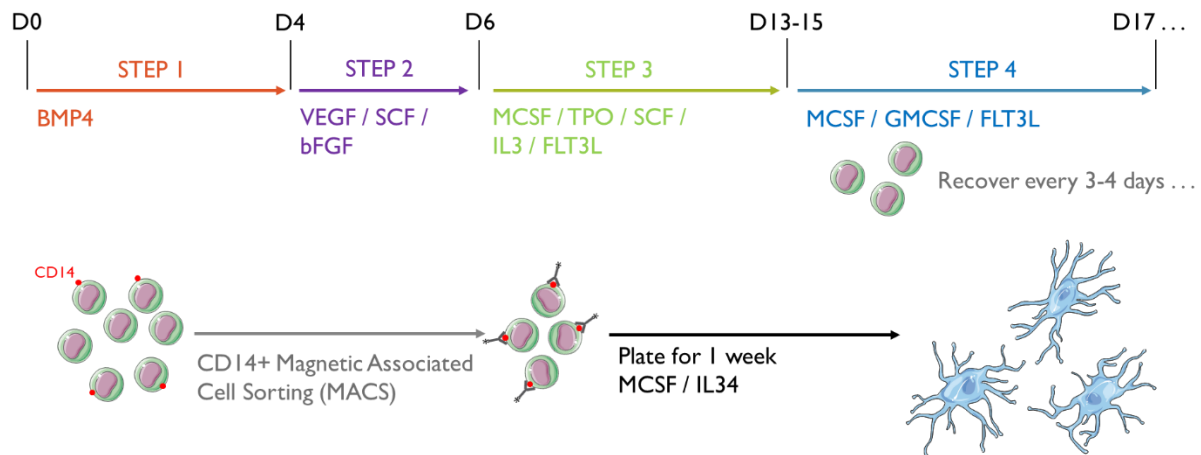 D0
D4
D6
D13-15
D17 ...
STEP 1
STEP 2
STEP 3
STEP 4
BMP4
VEGF / SCF /
bFGF
MCSF / TPO / SCF /
IL3 / FLT3L
MCSF / GMCSF / FLT3L
Recover every 3-4 days ...
CD14
CD14+ Magnetic Associated
Cell Sorting (MACS)
Plate for 1 week
MCSF / IL34